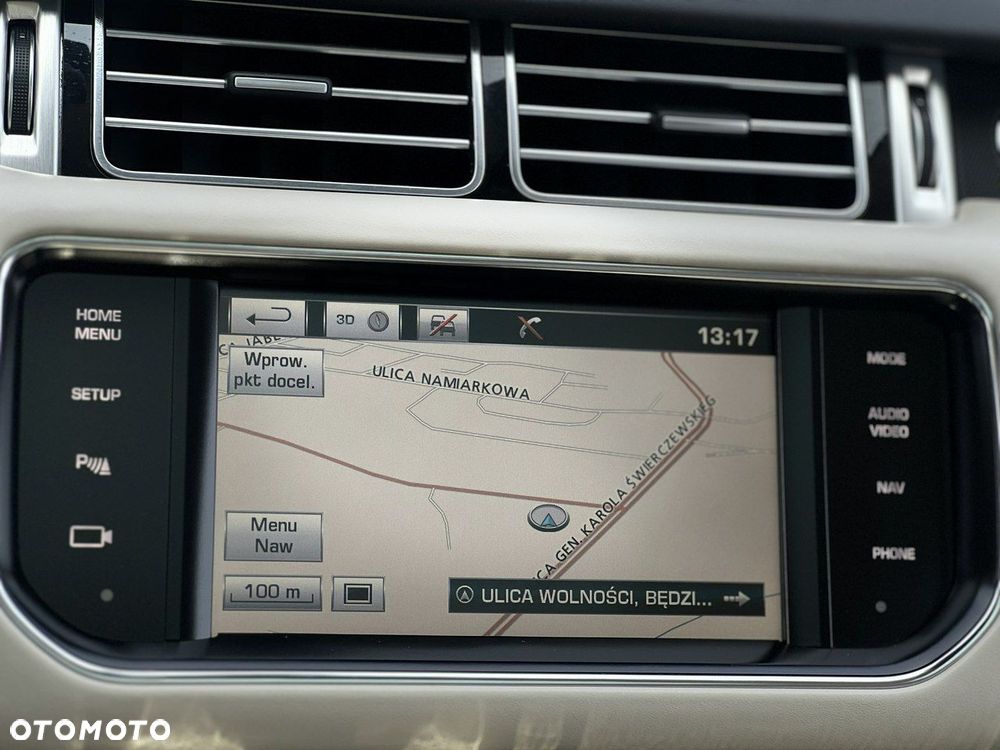 HOME
MENU
SETUP
P
3D
13:17
Wprow.
pkt docel.
ULICA NAMIARKOWA
ULICA GEN. KAROLA ŚWIERCZEWSKIEG
Menu
Naw
100 m
ULICA WOLNOŚCI, BĘDZI...
MODE
AUDIO
VIDEO
NAV
PHONE
OTOMOTO